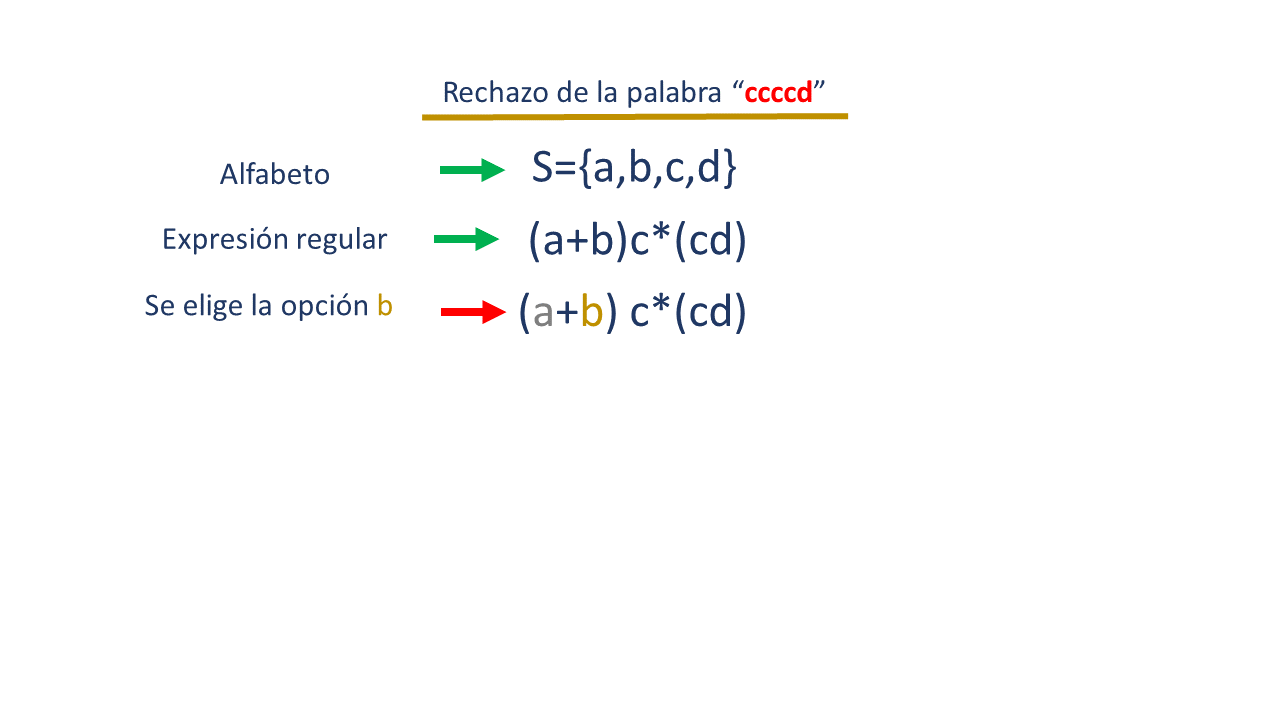 Rechazo de la palabra “ccccd”
Alfabeto S={a,b,c,d}
Expresión regular (a+b)c*(cd)
Se elige la opción b (a+b) c*(cd)